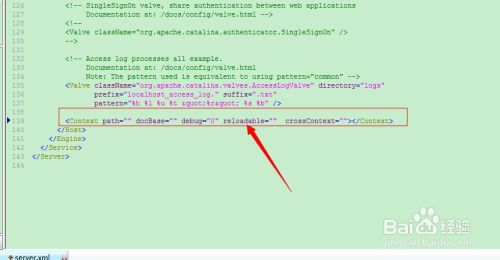 126 <!-- SingleSignOn valve, share authentication between web applications
127 Documentation at: /docs/config/valve.html -->
128 <!--
129 <Valve className="org.apache.catalina.authenticator.SingleSignOn" />
130 -->
131
132 <!-- Access log processes all example.
133 Documentation at: /docs/config/valve.html
134 Note: The pattern used is equivalent to using pattern="common" -->
135 <Valve className="org.apache.catalina.valves.AccessLogValve" directory="logs"
136 prefix="localhost_access_log." suffix=".txt"
137 pattern="%h %l %u %t &quot;%r&quot; %s %b" />
138
139 <Context path="" docBase="" debug="0" reloadable="" crossContext=""></Context>
140 </Host>
141 </Engine>
142 </Service>
143 </Server>
144
Baidu 经验
jingyan.baidu.com
server.xml